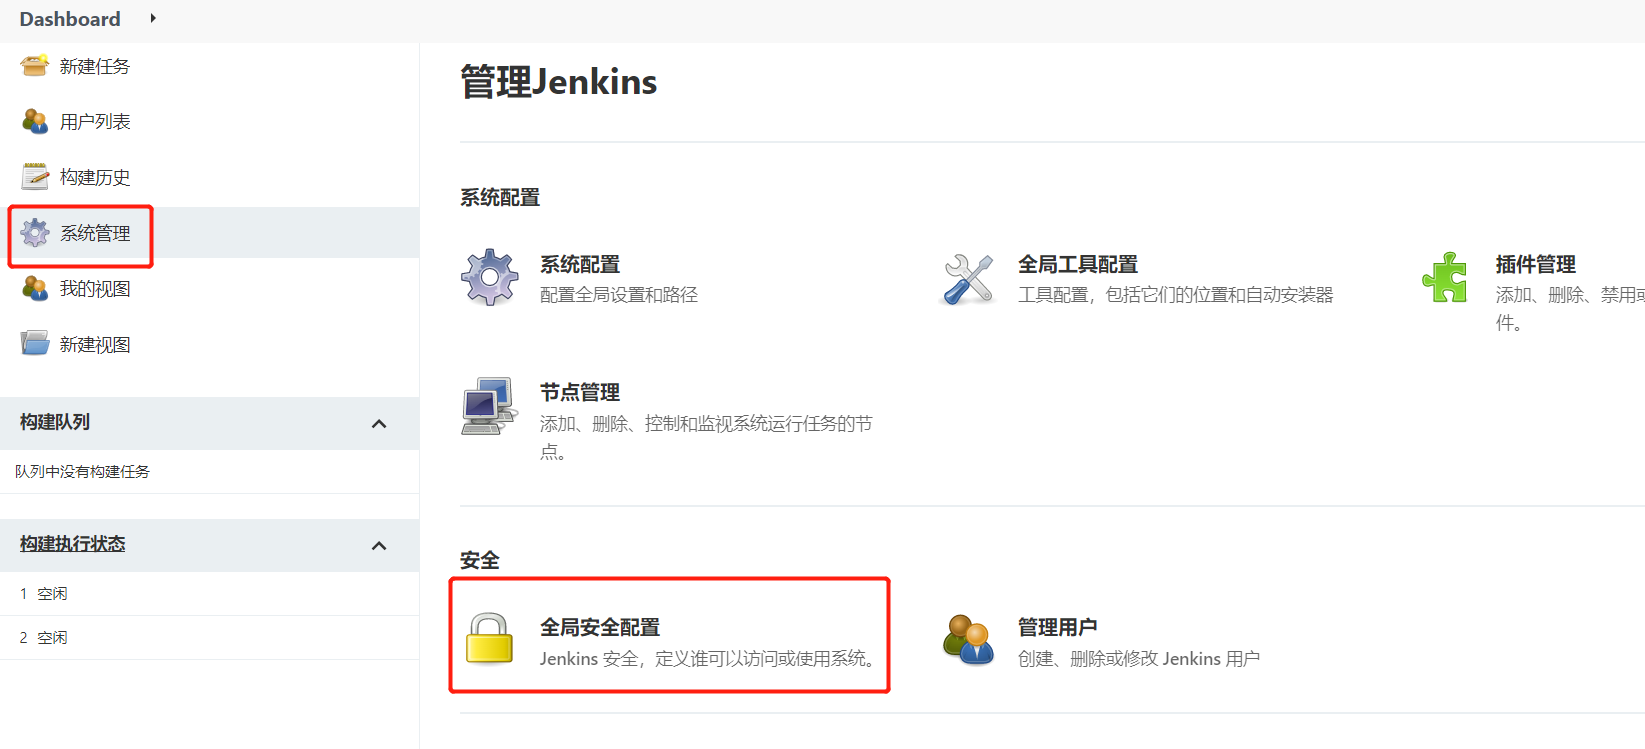 Dashboard
新建任务
用户列表
构建历史
系统管理
我的视图
新建视图
构建队列
队列中没有构建任务
构建执行状态
1 空闲
2 空闲
管理Jenkins
系统配置
系统配置
配置全局设置和路径
全局工具配置
工具配置，包括它们的位置和自动安装器
插件管理
添加、删除、禁用
件。
节点管理
添加、删除、控制和监视系统运行任务的节
点。
安全
全局安全配置
Jenkins 安全，定义谁可以访问或使用系统。
管理用户
创建、删除或修改 Jenkins 用户